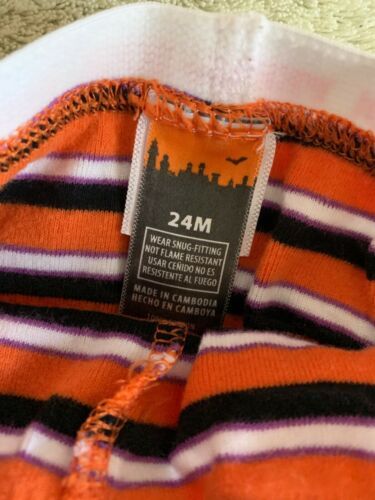 24M
WEAR SNUG-FITTING
NOT FLAME RESISTANT
USAR CEÑIDO NO ES
RESISTENTE AL FUEGO
MADE IN CAMBODIA
HECHO EN CAMBOYA